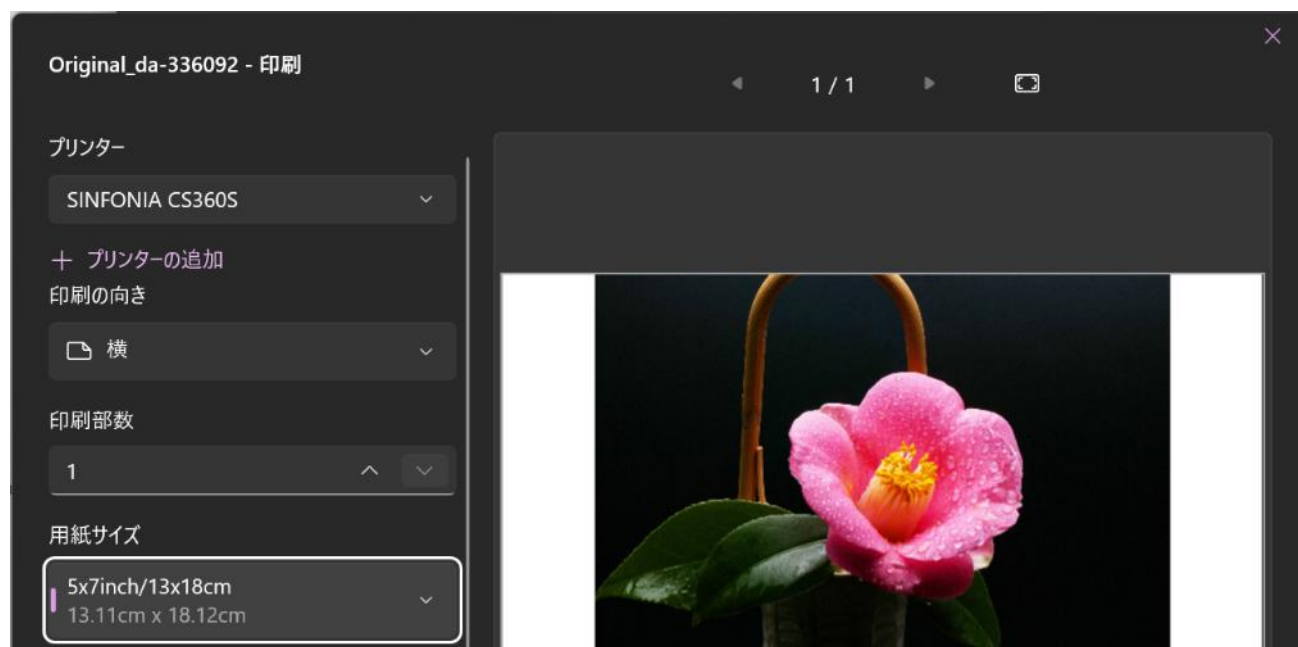 Original_da-336092 - 印刷
1 / 1
プリンター
SINFONIA CS360S
プリンターの追加
印刷の向き
横
印刷部数
1
用紙サイズ
5x7inch/13x18cm
13.11cm x 18.12cm